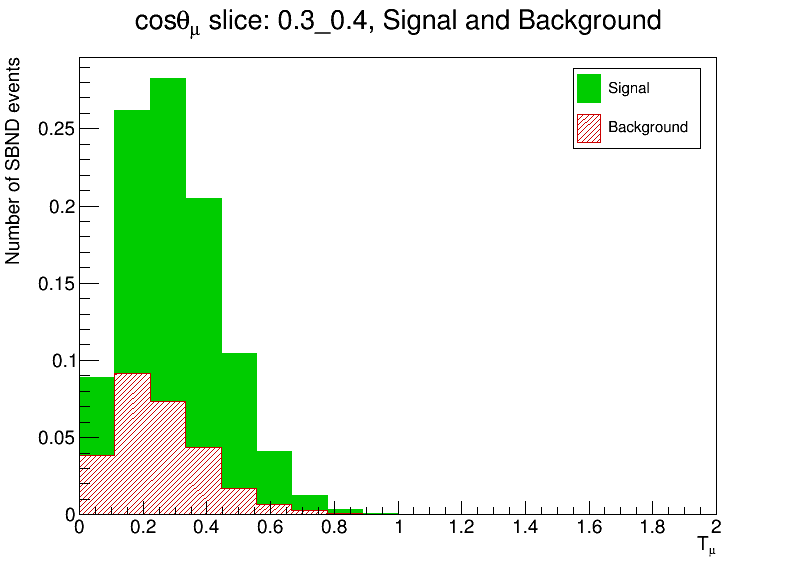 cosθμ slice: 0.3_0.4, Signal and Background
Number of SBND events
Signal
Background
0.25
0.2
0.15
0.1
0.05
0
0 0.2 0.4 0.6 0.8 1 1.2 1.4 1.6 1.8 2
Tμ